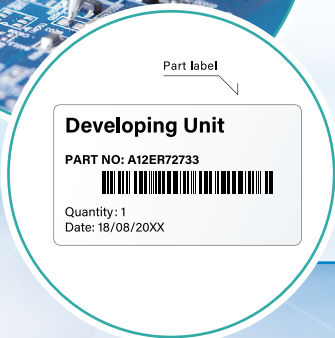 Part label
Developing Unit
PART NO: A12ER72733
Quantity: 1
Date: 18/08/20XX